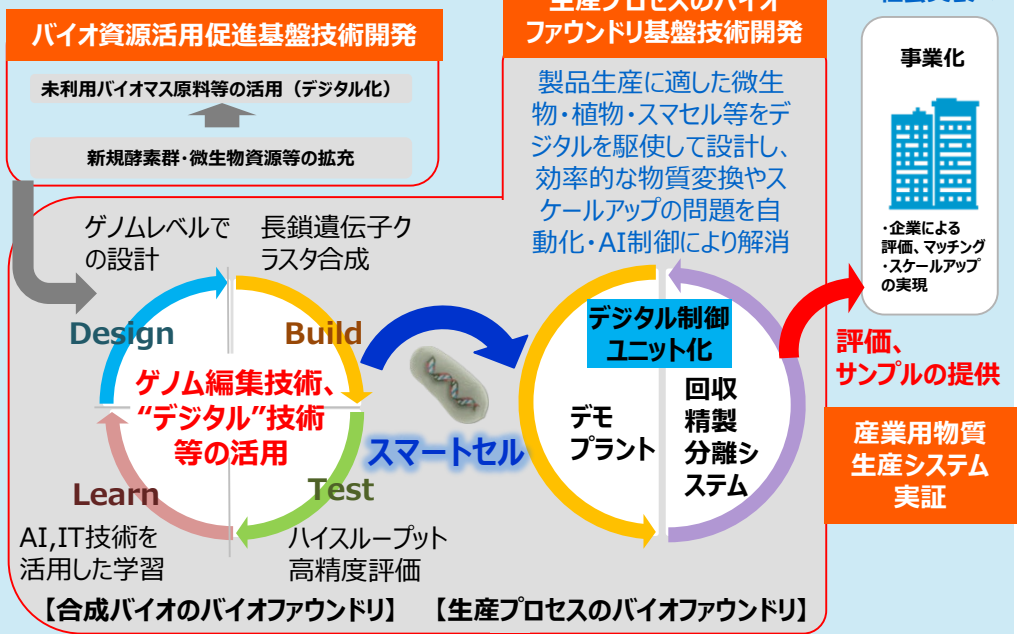 バイオ資源活用促進基盤技術開発
未利用バイオマス原料等の活用（デジタル化）
新規酵素群・微生物資源等の拡充
生産プロセスのバイオ
ファウンドリ基盤技術開発
製品生産に適した微生
物・植物・スマセル等をデ
ジタルを駆使して設計し、
効率的な物質変換やス
ケールアップの問題を自
動化・AI制御により解消
事業化
・企業による
評価、マッチング
・スケールアップ
の実現
ゲノムレベルで
の設計
長鎖遺伝子ク
ラスタ合成
Design
Build
ゲノム編集技術、
“デジタル”技術
等の活用
Learn
Test
AI,IT技術を
活用した学習
ハイスループット
高精度評価
【合成バイオのバイオファウンドリ】
スマートセル
デジタル制御
ユニット化
デモ
プラント
回収
精製
分離シ
ステム
【生産プロセスのバイオファウンドリ】
評価、
サンプルの提供
産業用物質
生産システム
実証